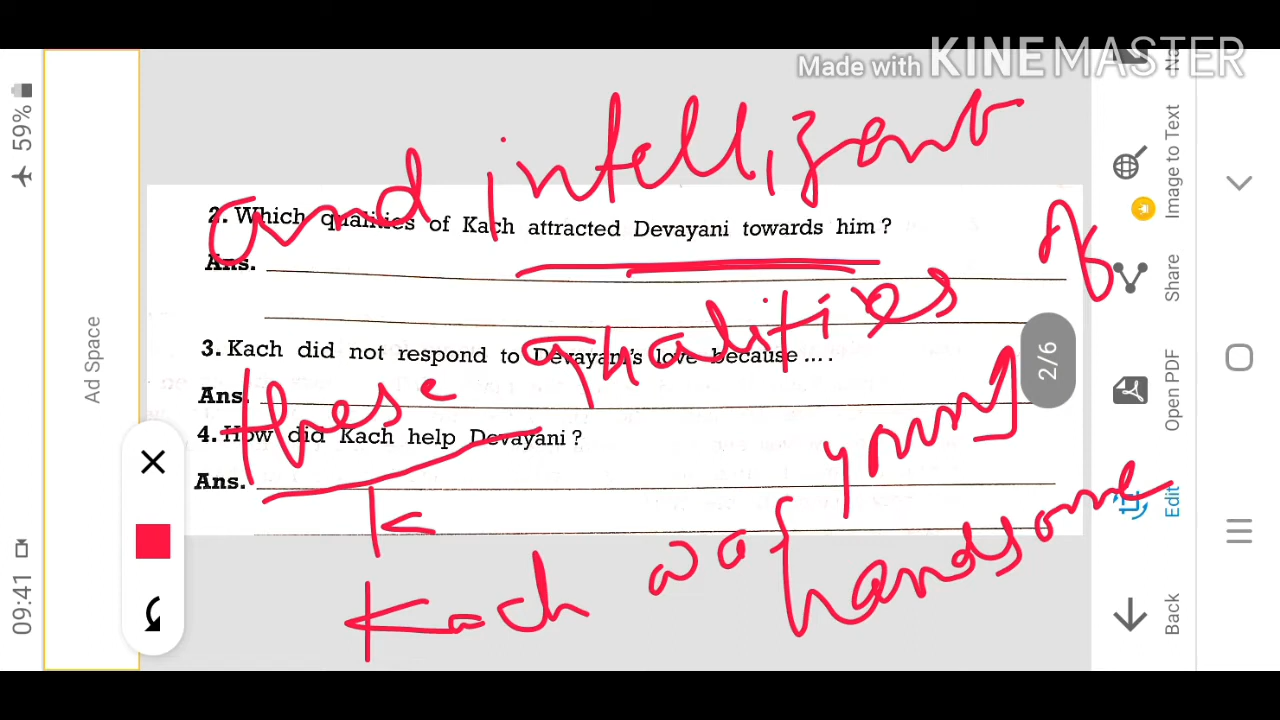 Made with KINEMASTER
59%
09:41
Ad Space
and intelligent
2. Which qualities of Kach attracted Devayani towards him ?
Ans.
of
these qualities
3. Kach did not respond to Devayani's love because ....
Ans.
young
4. How did Kach help Devayani ?
Ans.
K
Kach was handsome
2/6
Image to Text
Share
Open PDF
Edit
Back